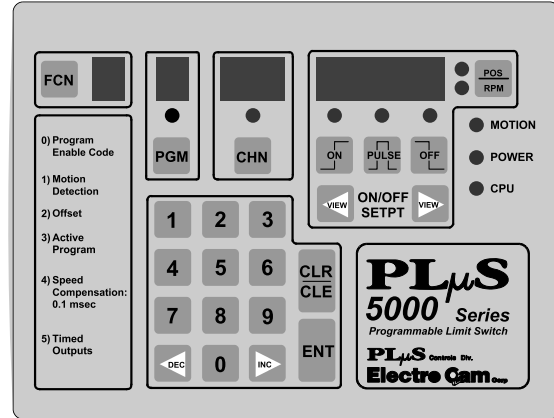 FCN
PGM
CHN
POS
RPM
ON
PULSE
OFF
VIEW
ON/OFF
SETPT
VIEW
MOTION
POWER
CPU
0) Program
Enable Code
1) Motion
Detection
2) Offset
3) Active
Program
4) Speed
Compensation:
0.1 msec
5) Timed
Outputs
1 2 3
4 5 6
7 8 9
DEC 0 INC
CLR
CLE
ENT
PLµS
5000 Series
Programmable Limit Switch
PLµS Controls Div.
Electro Cam Corp